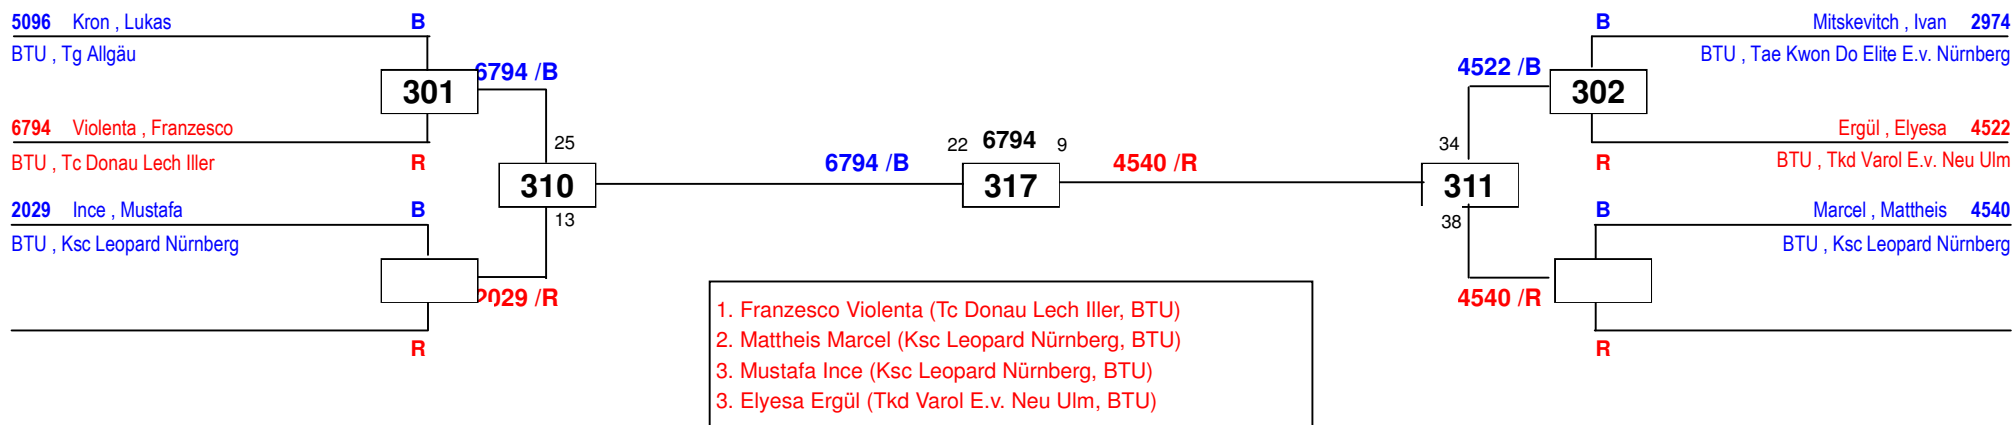 5096 Kron , Lukas B
BTU , Tg Allgäu
301
6794 /B
6794 Violenta , Franzesco
BTU , Tc Donau Lech Iller R
25
310
13
2029 Ince , Mustafa B
BTU , Ksc Leopard Nürnberg
2029 /R
R
6794 /B
22 6794 9
317
4540 /R
B Mitskevitch , Ivan 2974
BTU , Tae Kwon Do Elite E.v. Nürnberg
4522 /B
302
Ergül , Elyesa 4522
R BTU , Tkd Varol E.v. Neu Ulm
34
311
38
B Marcel , Mattheis 4540
BTU , Ksc Leopard Nürnberg
4540 /R
R
1. Franzesco Violenta (Tc Donau Lech Iller, BTU)
2. Mattheis Marcel (Ksc Leopard Nürnberg, BTU)
3. Mustafa Ince (Ksc Leopard Nürnberg, BTU)
3. Elyesa Ergül (Tkd Varol E.v. Neu Ulm, BTU)